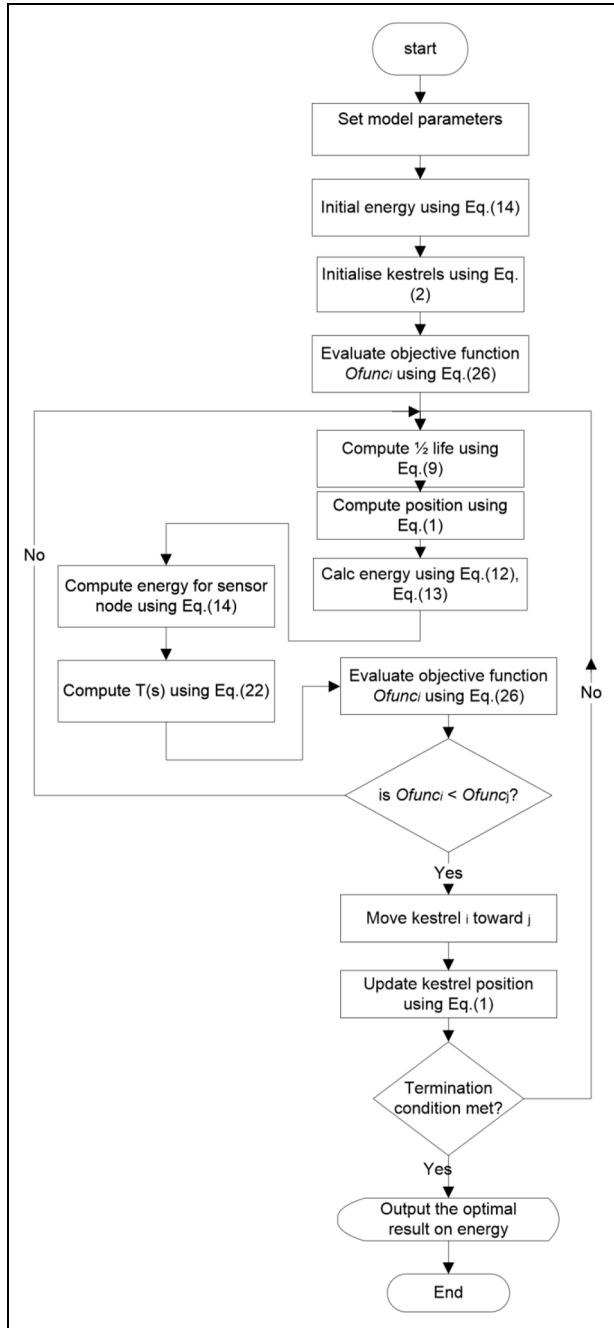 start
Set model parameters
Initial energy using Eq.(14)
Initialise kestrels using Eq.
(2)
Evaluate objective function
Ofunci using Eq.(26)
Compute ½ life using
Eq.(9)
Compute position using
Eq.(1)
Calc energy using Eq.(12),
Eq.(13)
No
Compute energy for sensor
node using Eq.(14)
Compute T(s) using Eq.(22)
Evaluate objective function
Ofunci using Eq.(26)
No
is Ofunci < Ofuncj?
Yes
Move kestrel i toward j
Update kestrel position
using Eq.(1)
Termination
condition met?
Yes
Output the optimal
result on energy
End